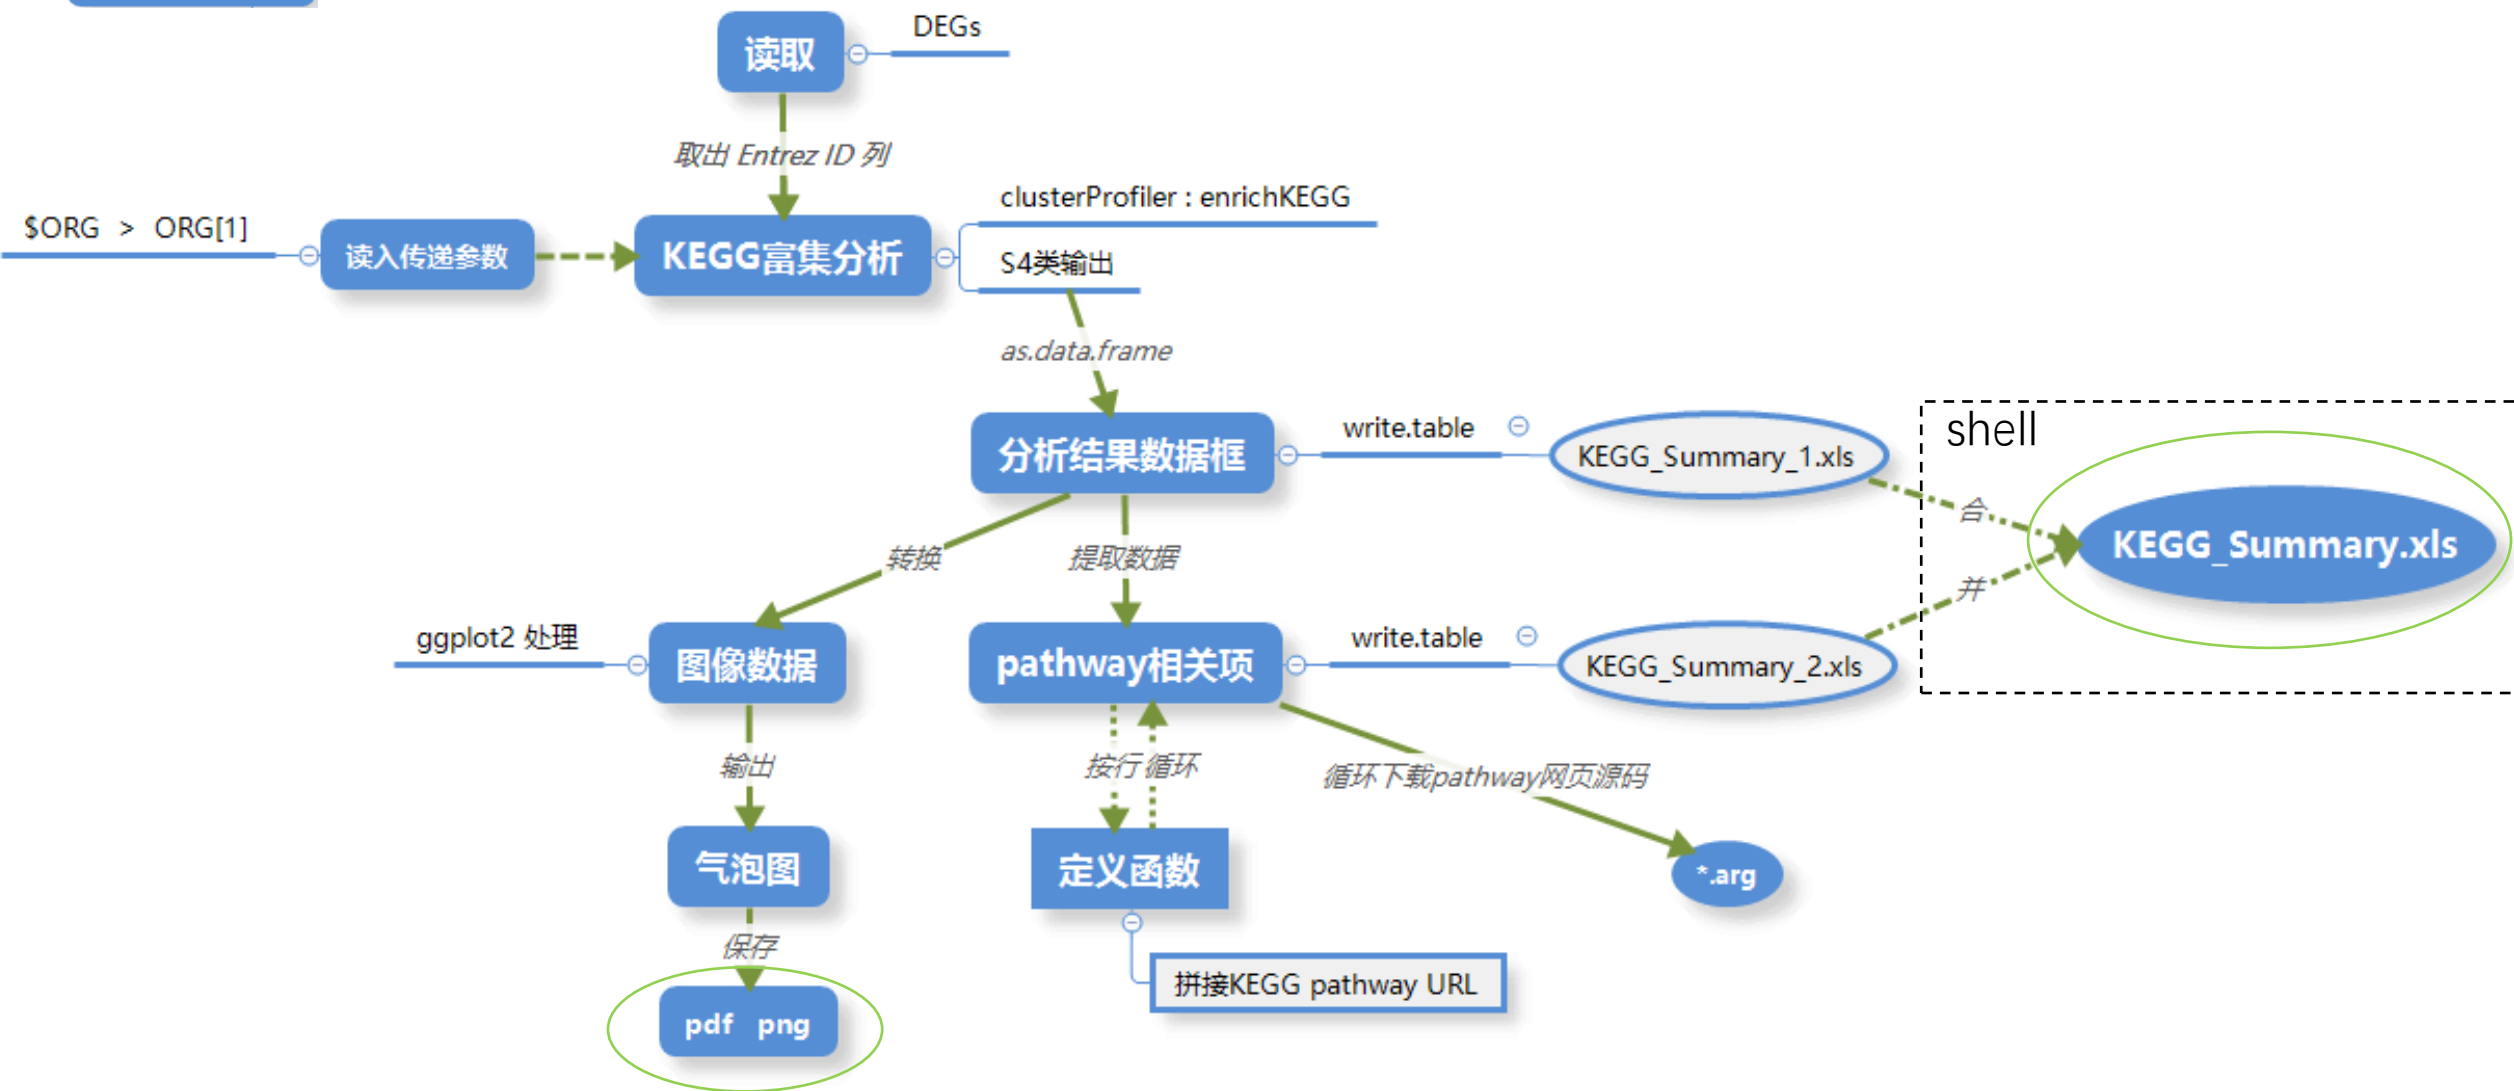 DEGs
读取
取出 Entrez ID 列
$ORG > ORG[1]
读入传递参数
KEGG富集分析
clusterProfiler : enrichKEGG
S4类输出
as.data.frame
分析结果数据框
write.table
KEGG_Summary_1.xls
shell
合
KEGG_Summary.xls
并
转换
提取数据
ggplot2 处理
图像数据
pathway相关项
write.table
KEGG_Summary_2.xls
输出
按行 循环
循环下载pathway网页源码
气泡图
定义函数
*.arg
保存
拼接KEGG pathway URL
pdf png